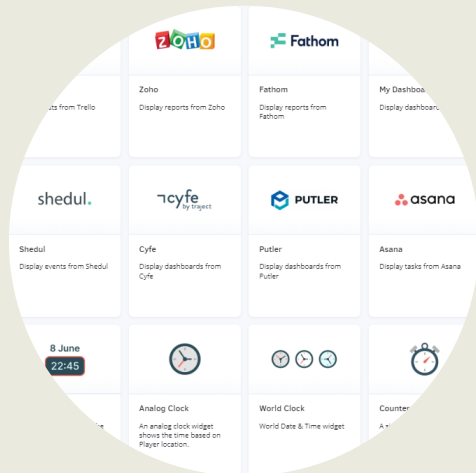 ZOHO
Fathom
Zoho
Fathom
My Dashboa
from Trello
Display reports from Zoho
Display reports from
Fathom
Display dashboard
shedul.
cyfe
by traject
PUTLER
asana
Shedul
Cyfe
Putler
Asana
Display events from Shedul
Display dashboards from
Cyfe
Display dashboards from
Putler
Display tasks from Asana
8 June
22:45
Analog Clock
World Clock
Counter
An analog clock widget
shows the time based on
Player location.
World Date & Time widget